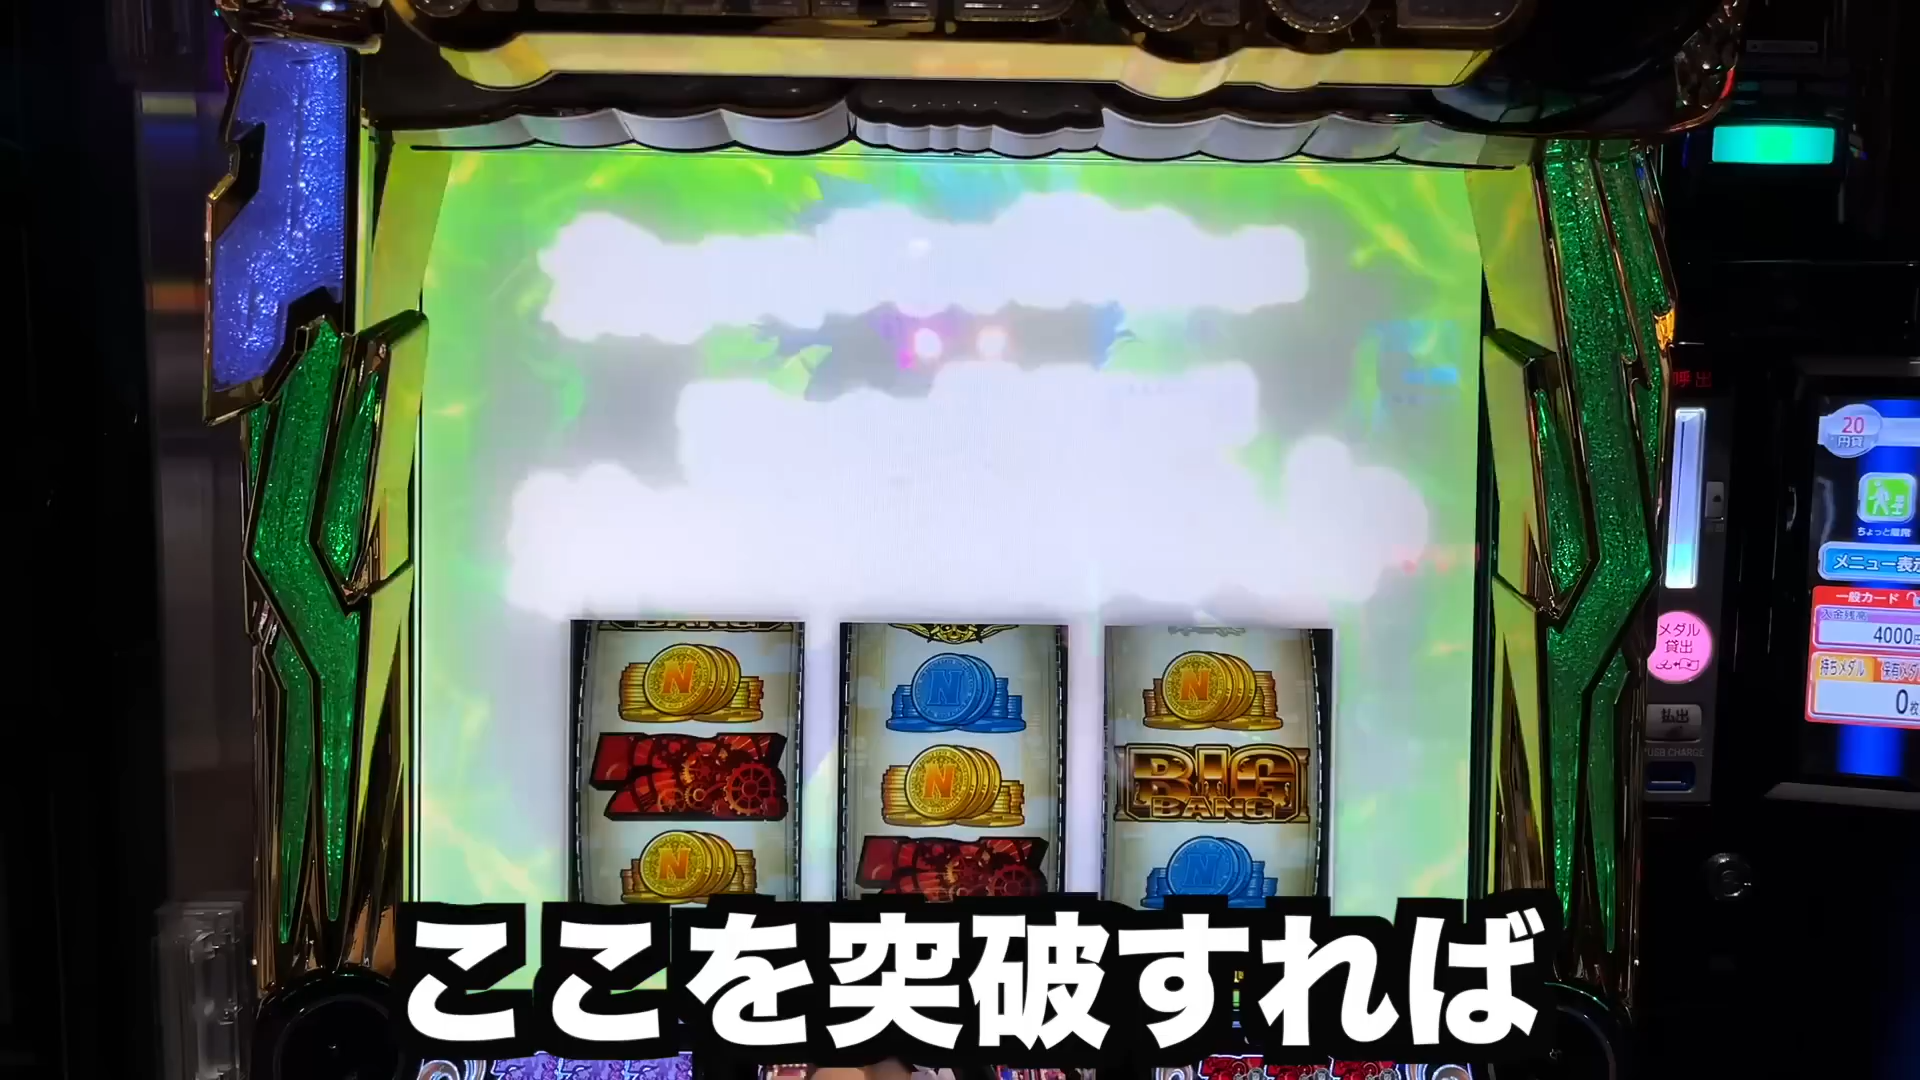 呼出
20
円貸
ちょっと離席
メニュー表示
一般カード
入金残高
4000円
持ちメダル
0枚
メダル
貸出
払出
USB CHARGE
N
N
N
N
BIG
BANG
N
N
ここを突破すれば